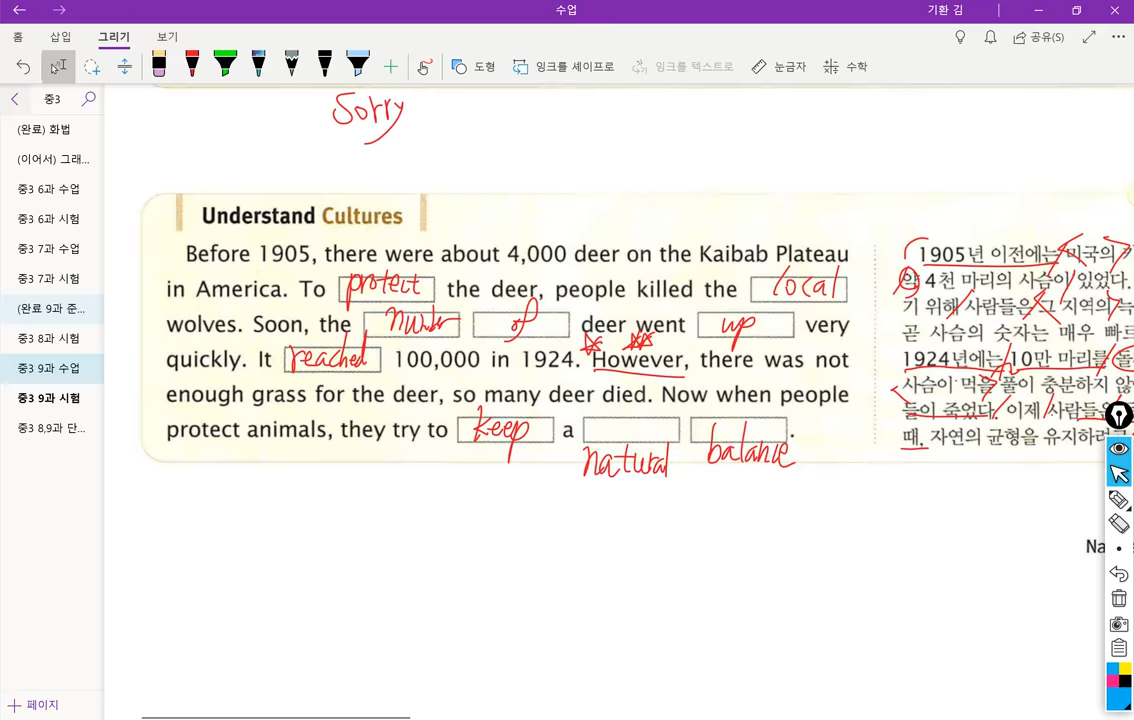 수업
기환 김
홈 삽입 그리기 보기
공유(S)
도형 잉크를 셰이프로 잉크를 텍스트로 눈금자 수학
중3
(완료) 화법
(이어서) 그래...
중3 6과 수업
중3 6과 시험
중3 7과 수업
중3 7과 시험
(완료 9과 준...
중3 8과 시험
중3 9과 수업
중3 9과 시험
중3 8,9과 단...
페이지
Sorry
Understand Cultures
Before 1905, there were about 4,000 deer on the Kaibab Plateau
in America. To protect the deer, people killed the local
wolves. Soon, the number of deer went up very
quickly. It reached 100,000 in 1924. However, there was not
enough grass for the deer, so many deer died. Now when people
protect animals, they try to keep a natural balance.
1905년 이전에는 미국의
약 4천 마리의 사슴이 있었다.
기 위해 사람들은 그 지역의
곧 사슴의 숫자는 매우 빠르
1924년에는 10만 마리를
사슴이 먹을 풀이 충분하지 않
들이 죽었다. 이제 사람들은
때, 자연의 균형을 유지하려
Na